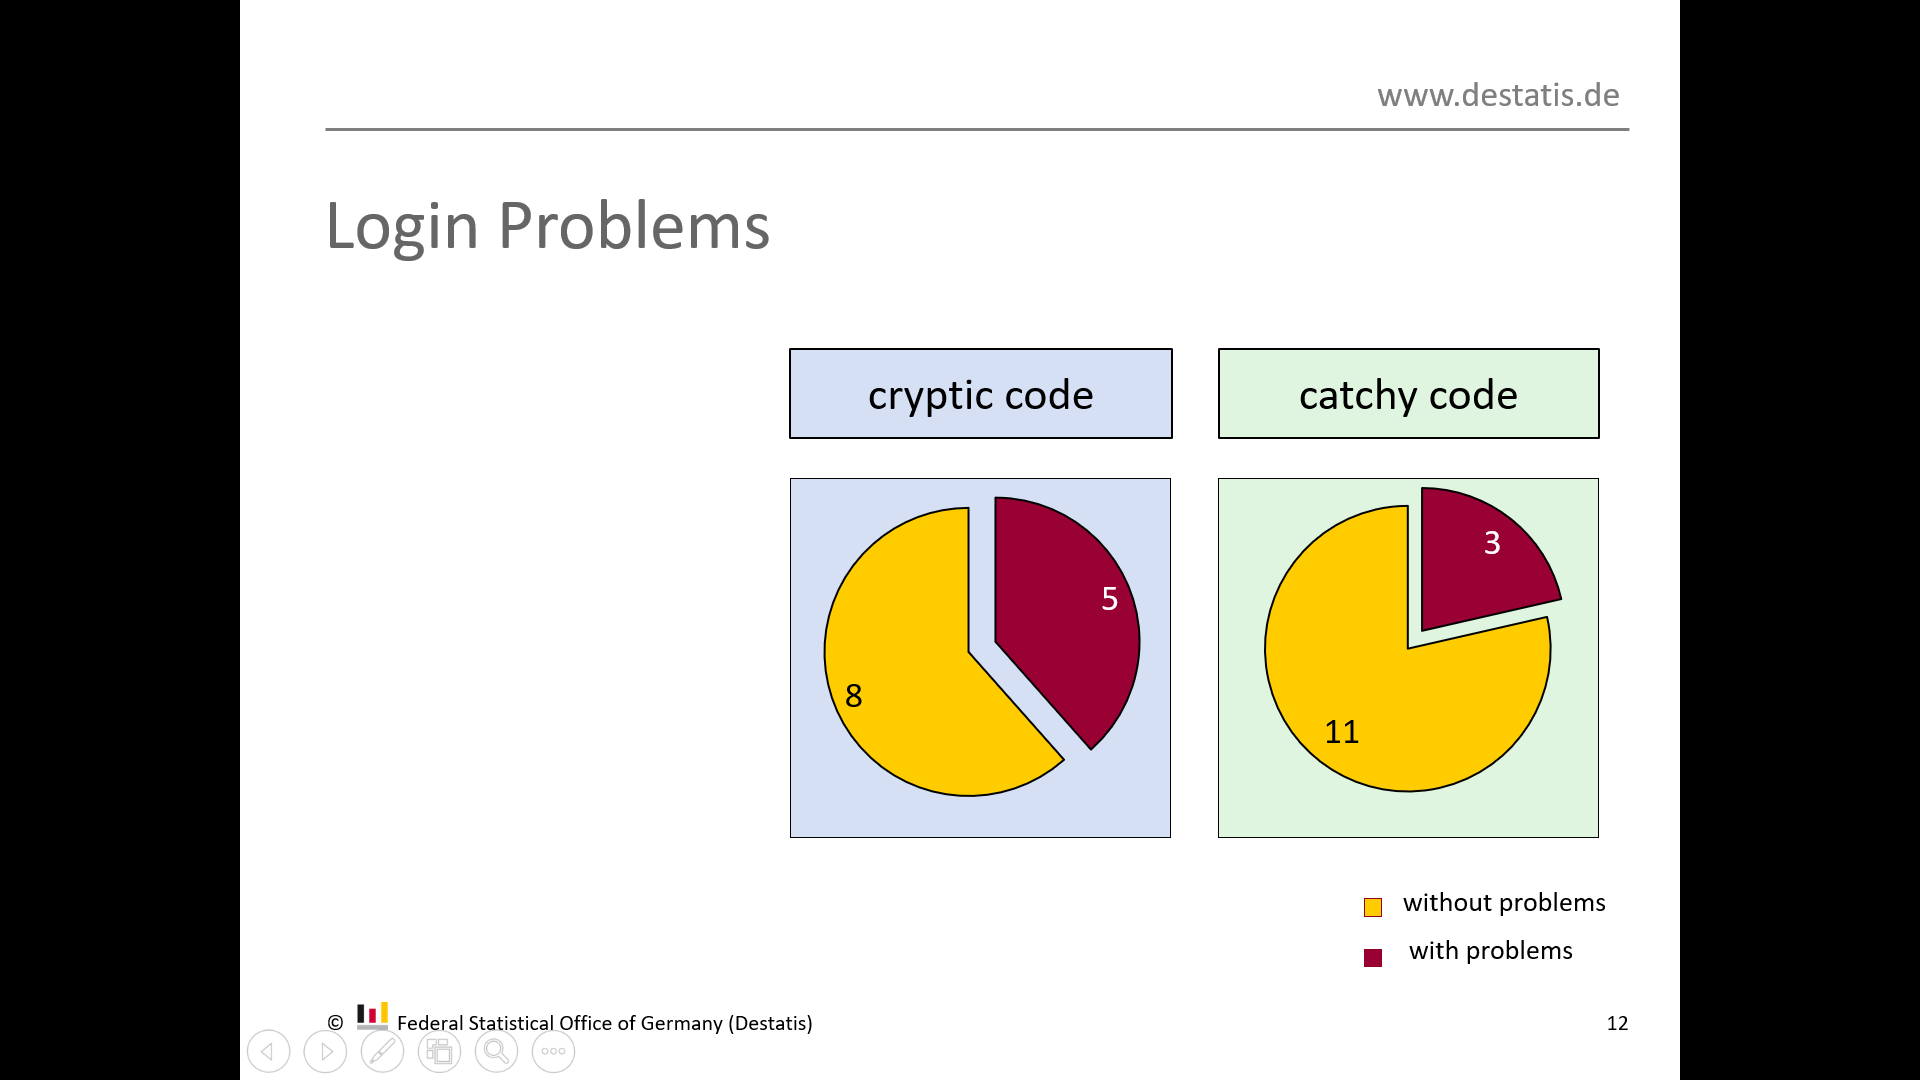 www.destatis.de
Login Problems
cryptic code
catchy code
5
8
3
11
without problems
with problems
© Federal Statistical Office of Germany (Destatis)
12